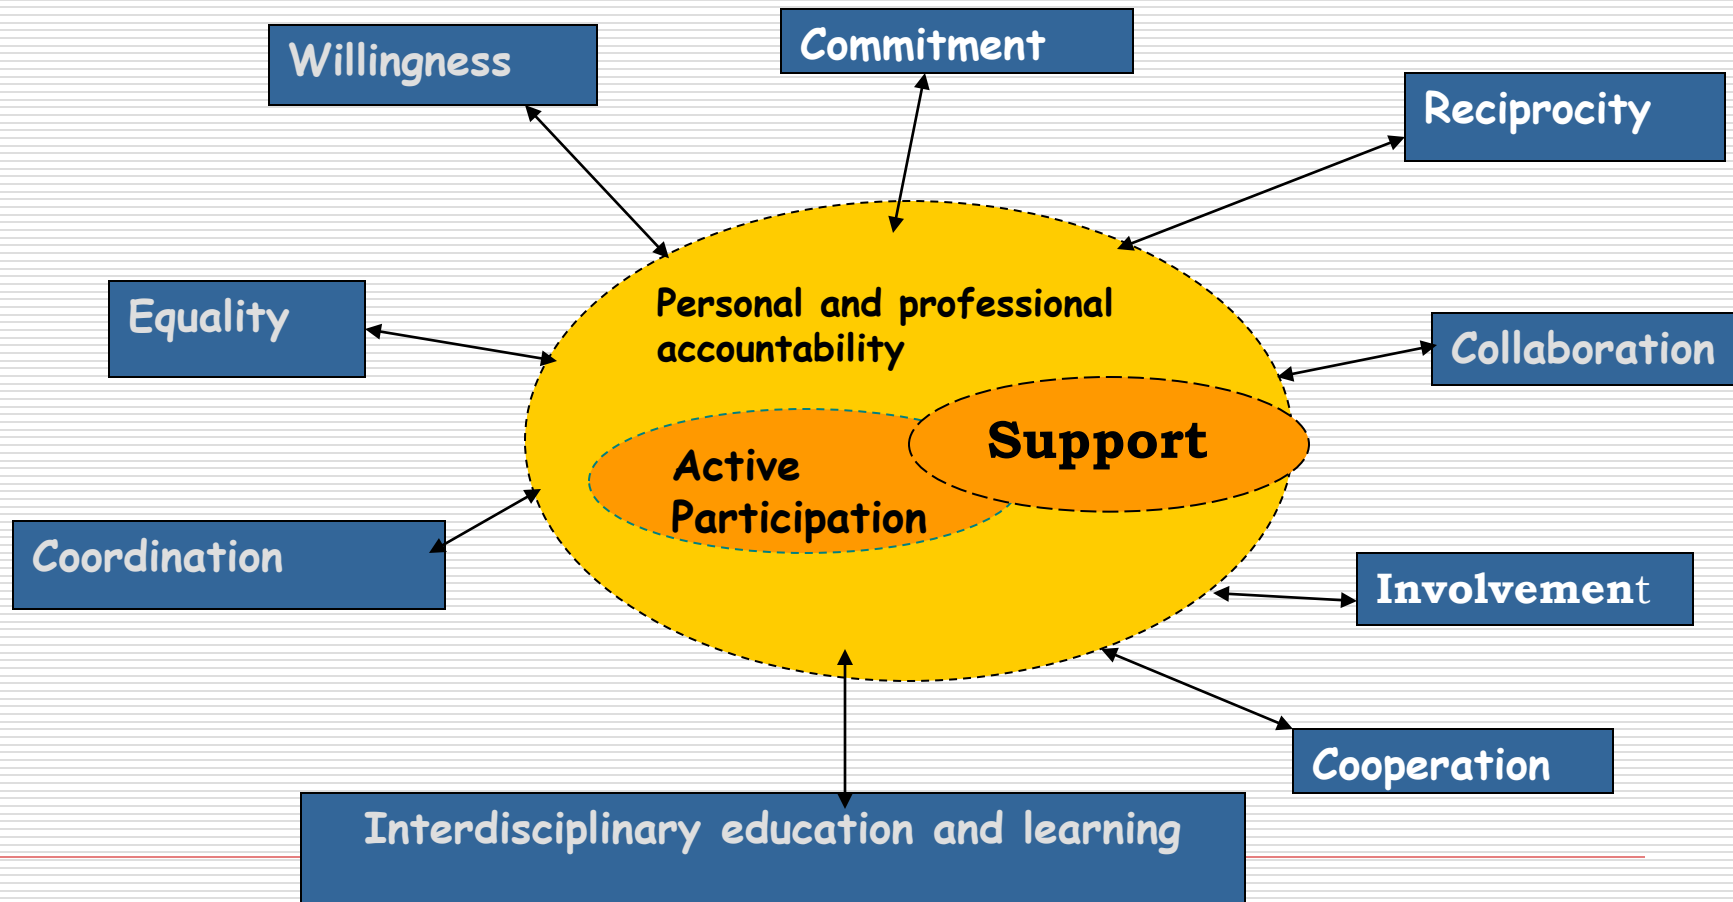 Willingness
Commitment
Reciprocity
Equality
Personal and professional
accountability
Collaboration
Support
Active
Participation
Coordination
Involvement
Cooperation
Interdisciplinary education and learning